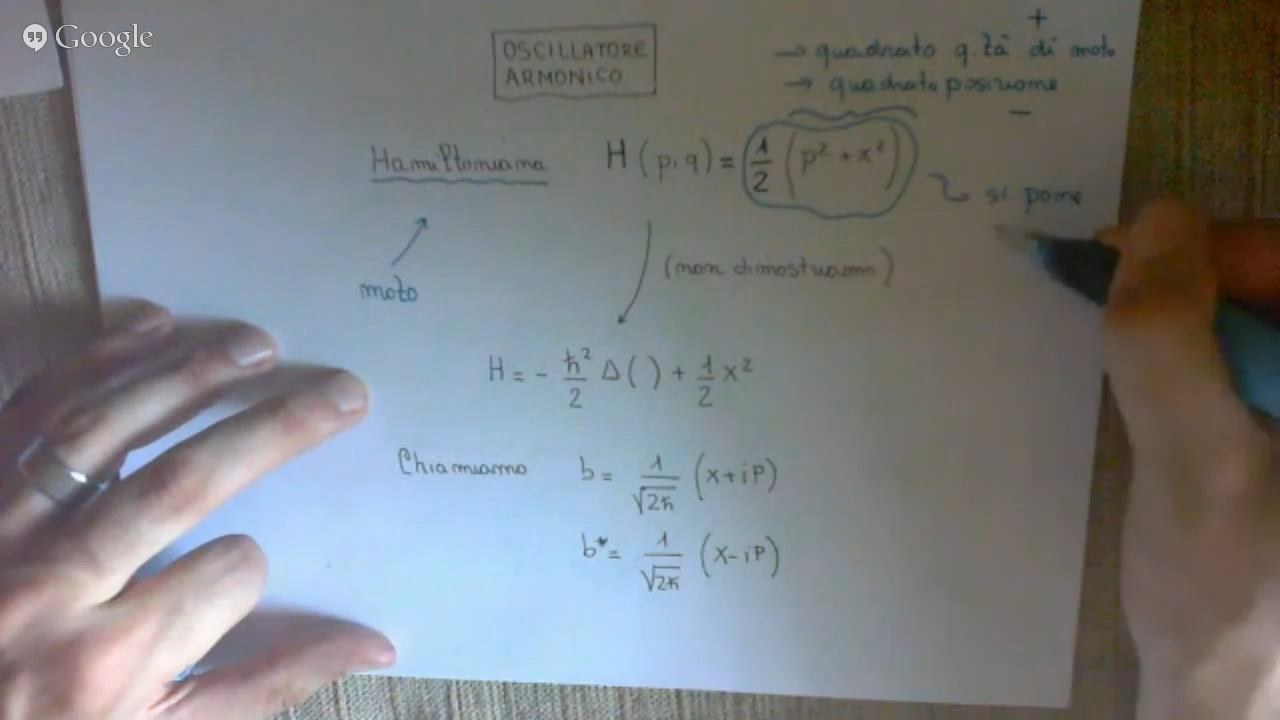 Google
OSCILLATORE
ARMONICO
+
→ quadrato q.tà di moto
→ quadrato posizione
−
Hamiltoniana H(p,q) = 1/2 (p² + x²)
si pone
moto
(non dimostriamo)
H = - ħ²/2 Δ( ) + 1/2 x²
Chiamiamo b = 1/√2ħ (x+iP)
b* = 1/√2ħ (x-iP)